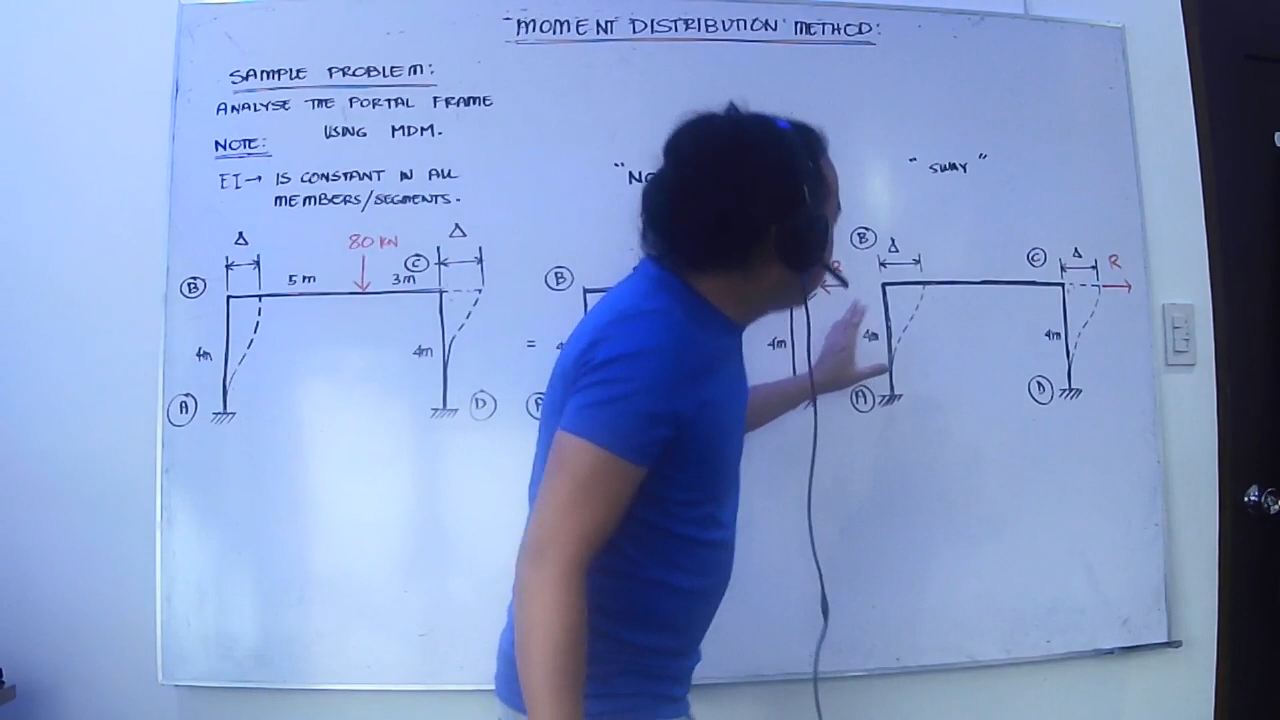 "MOMENT DISTRIBUTION METHOD:
SAMPLE PROBLEM:
ANALYSE THE PORTAL FRAME
USING MDM.
NOTE:
EI→ IS CONSTANT IN ALL
MEMBERS/SEGMENTS.
" SWAY "
Δ
Δ
80 KN
C
B
5m
3m
4m
4m
A
D
=
B
4m
R
B
Δ
C
Δ
R
4m
4m
A
D